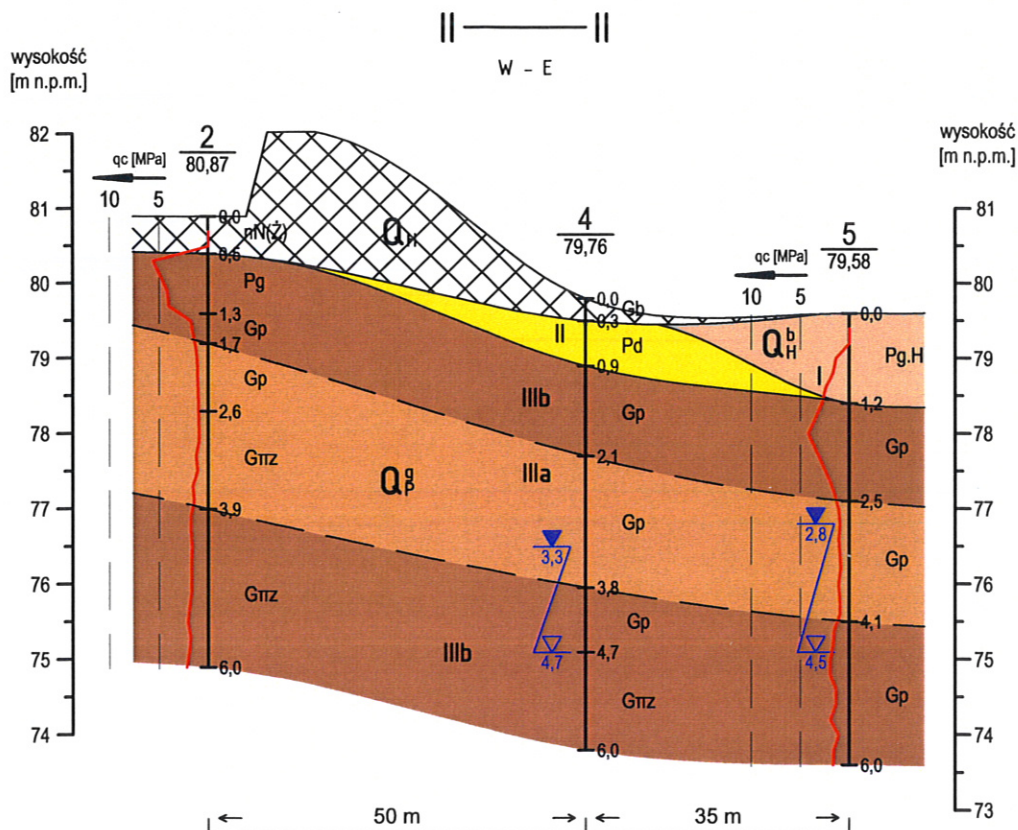 II II
W - E
wysokość
[m n.p.m.]
wysokość
[m n.p.m.]
82
81
80
79
78
77
76
75
74
81
80
79
78
77
76
75
74
73
qc [MPa]
10 5
2
80,87
0,0
nN(Ż)
0,6
Pg
1,3
Gp
1,7
Gp
2,6
Gπz
3,9
Gπz
6,0
QH
4
79,76
0,0
Gb
0,3
II
Pd
0,9
IIIb
Gp
2,1
IIIa
QgP
Gp
3,3
3,8
Gp
4,7
4,7
IIIb
Gπz
6,0
qc [MPa]
10 5
5
79,58
0,0
QbH
Pg.H
I
1,2
Gp
2,5
2,8
Gp
4,1
4,5
Gp
6,0
50 m
35 m